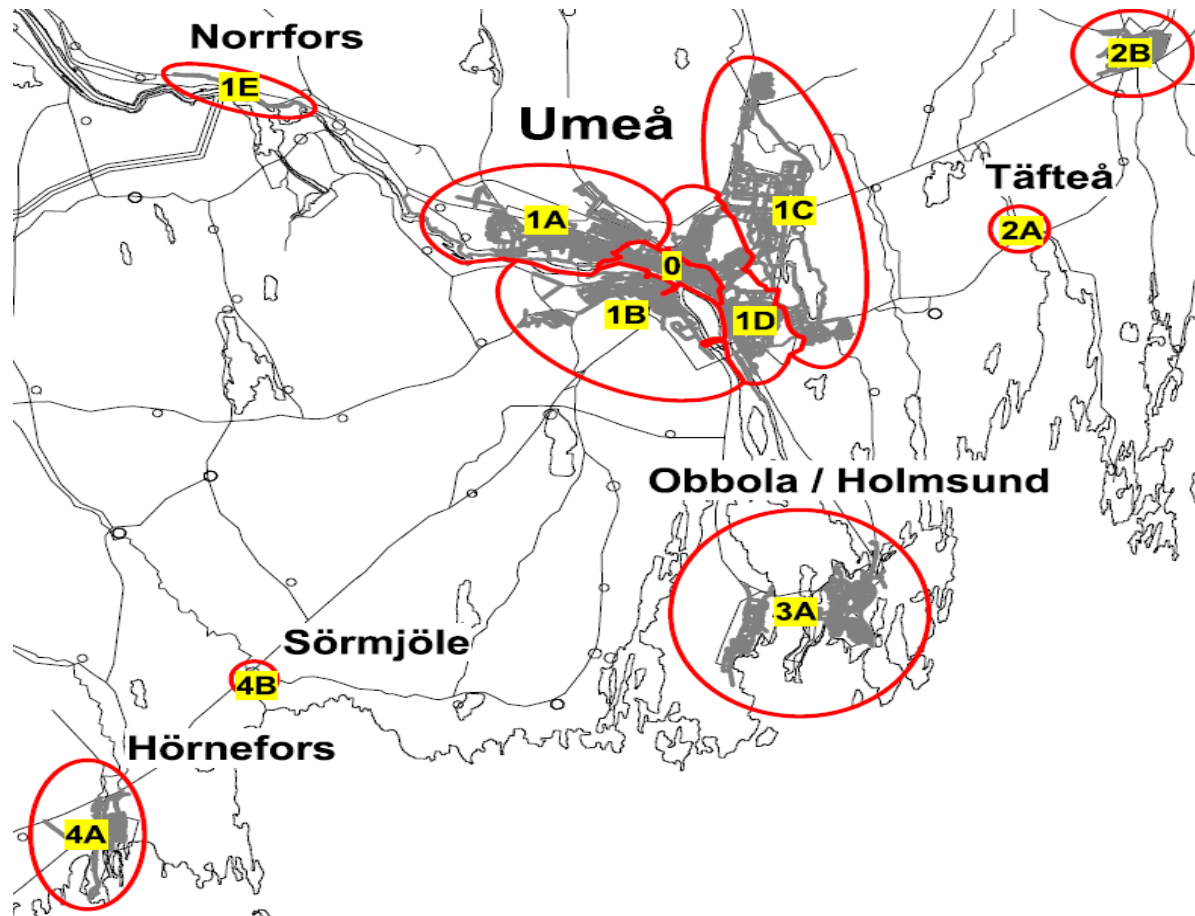 Norrfors
2B
1E
Umeå
Täfteå
1A
1C
2A
0
1B
1D
Obbola / Holmsund
3A
Sörmjöle
4B
Hörnefors
4A